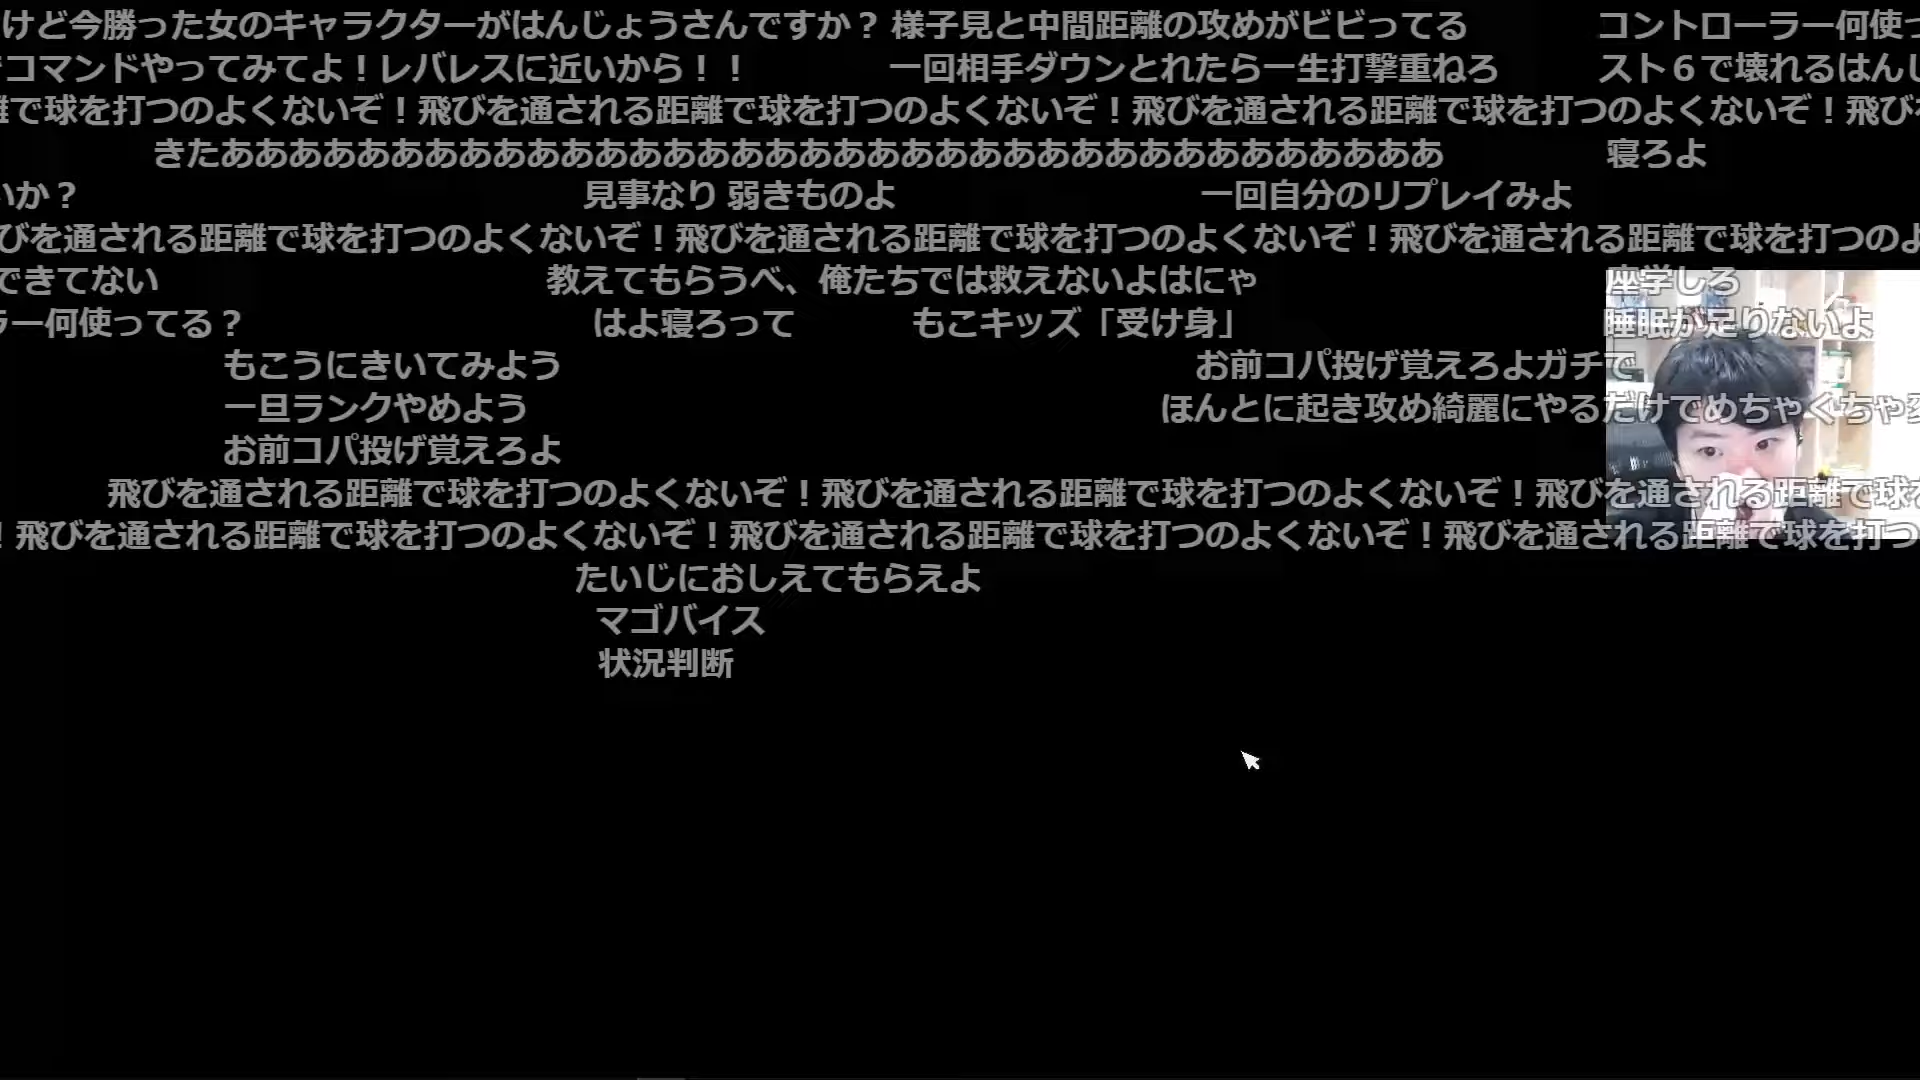 けど今勝った女のキャラクターがはんじょうさんですか？ 様子見と中間距離の攻めがビビってる コントローラー何使っ
コマンドやってみてよ！レバレスに近いから！！ 一回相手ダウンとれたら一生打撃重ねろ スト６で壊れるはんじ
離で球を打つのよくないぞ！飛びを通される距離で球を打つのよくないぞ！飛びを通される距離で球を打つのよくないぞ！飛び
きたああああああああああああああああああああああああああああああああああああ 寝ろよ
いか？ 見事なり 弱きものよ 一回自分のリプレイみよ
びを通される距離で球を打つのよくないぞ！飛びを通される距離で球を打つのよくないぞ！飛びを通される距離で球を打つのよ
できてない 教えてもらうべ、俺たちでは救えないよはにゃ 座学しろ
ラー何使ってる？ はよ寝ろって もこキッズ「受け身」 睡眠が足りないよ
もこうにきいてみよう お前コパ投げ覚えろよガチで
一旦ランクやめよう ほんとに起き攻め綺麗にやるだけでめちゃくちゃ変
お前コパ投げ覚えろよ
飛びを通される距離で球を打つのよくないぞ！飛びを通される距離で球を打つのよくないぞ！飛びを通される距離で球を
！飛びを通される距離で球を打つのよくないぞ！飛びを通される距離で球を打つのよくないぞ！飛びを通される距離で球を打つ
たいじにおしえてもらえよ
マゴバイス
状況判断